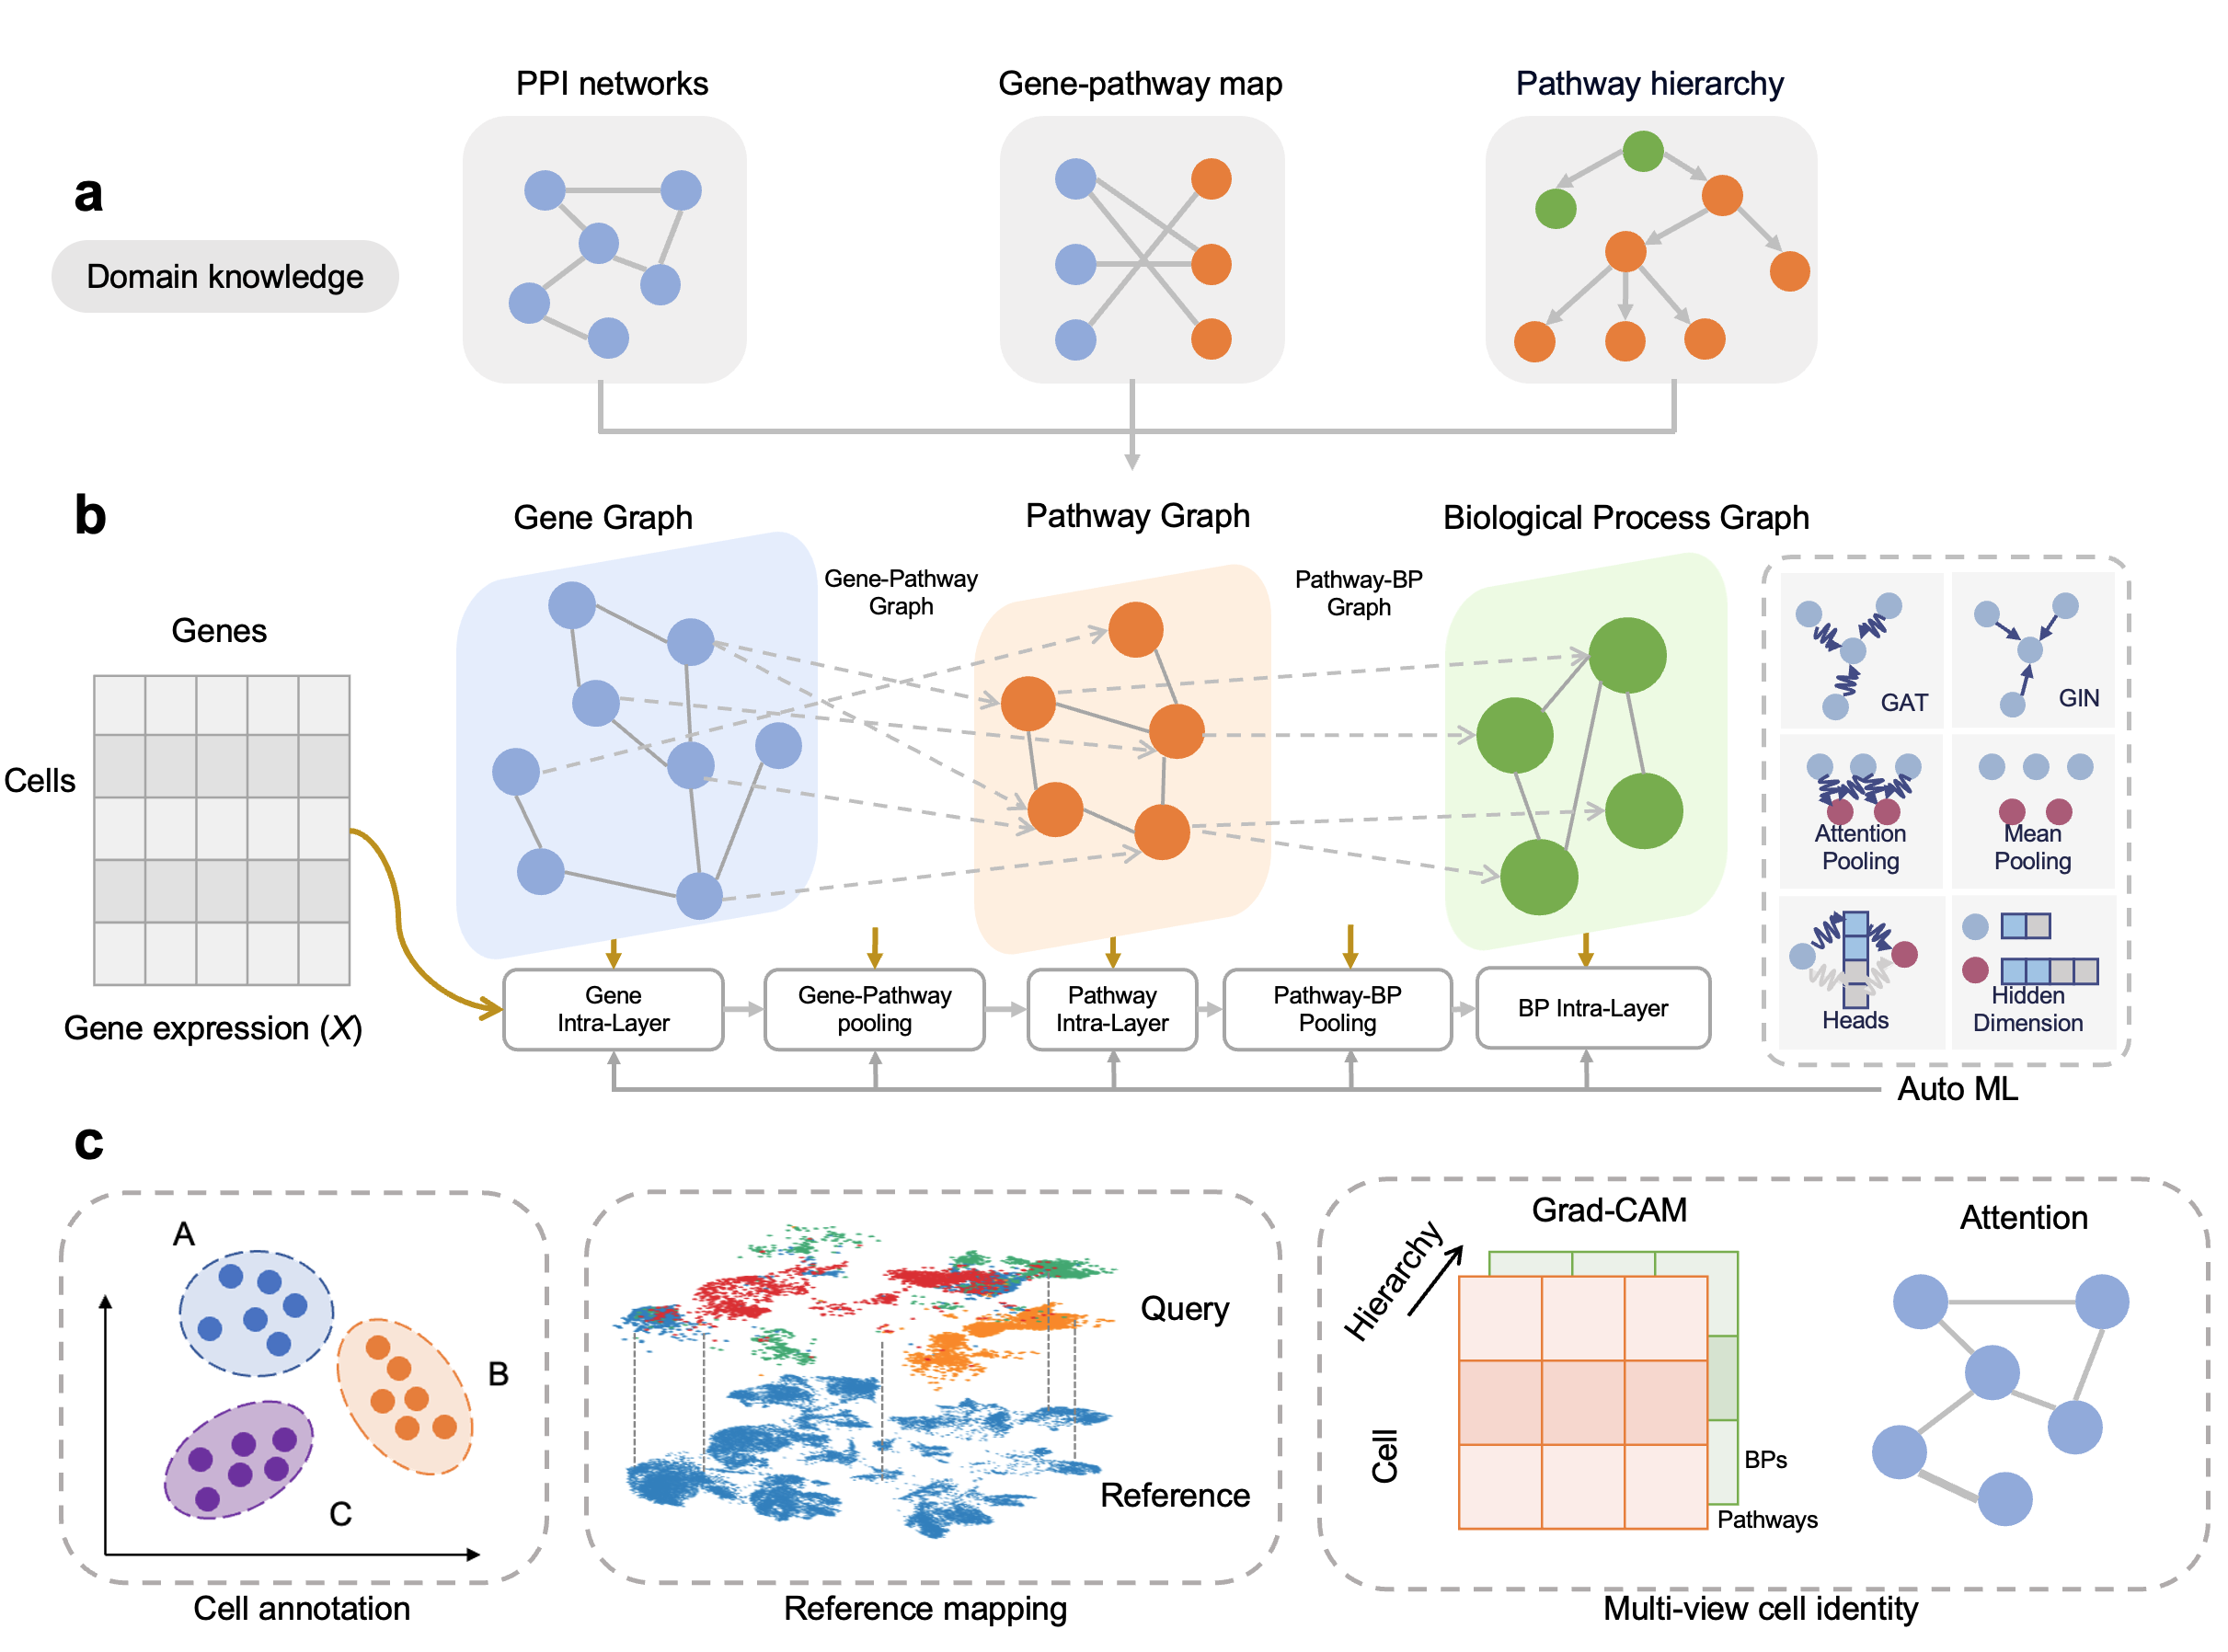 a
Domain knowledge
PPI networks
Gene-pathway map
Pathway hierarchy
b
Gene Graph
Pathway Graph
Biological Process Graph
Gene-Pathway
Graph
Pathway-BP
Graph
Genes
Cells
Gene expression (X)
Gene
Intra-Layer
Gene-Pathway
pooling
Pathway
Intra-Layer
Pathway-BP
Pooling
BP Intra-Layer
GAT
GIN
Attention
Pooling
Mean
Pooling
Heads
Hidden
Dimension
Auto ML
c
A
B
C
Cell annotation
Query
Reference
Reference mapping
Hierarchy
Grad-CAM
Cell
BPs
Pathways
Attention
Multi-view cell identity